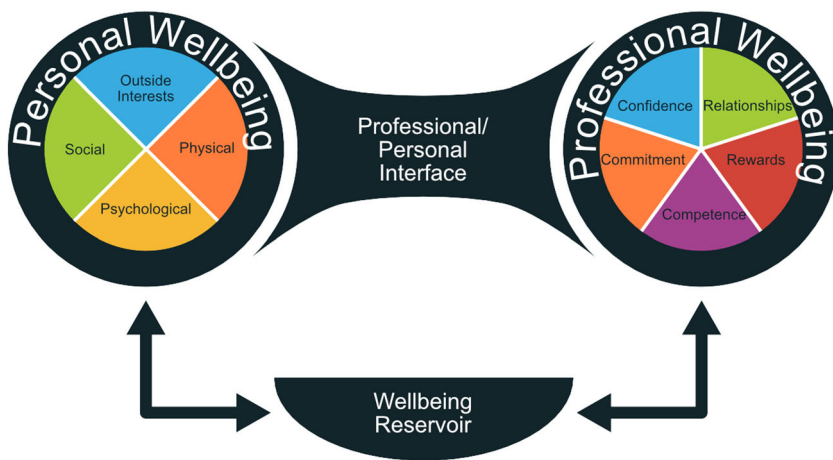 Personal Wellbeing
Outside
Interests
Social
Physical
Psychological
Professional/
Personal
Interface
Professional Wellbeing
Confidence
Relationships
Commitment
Rewards
Competence
Wellbeing
Reservoir